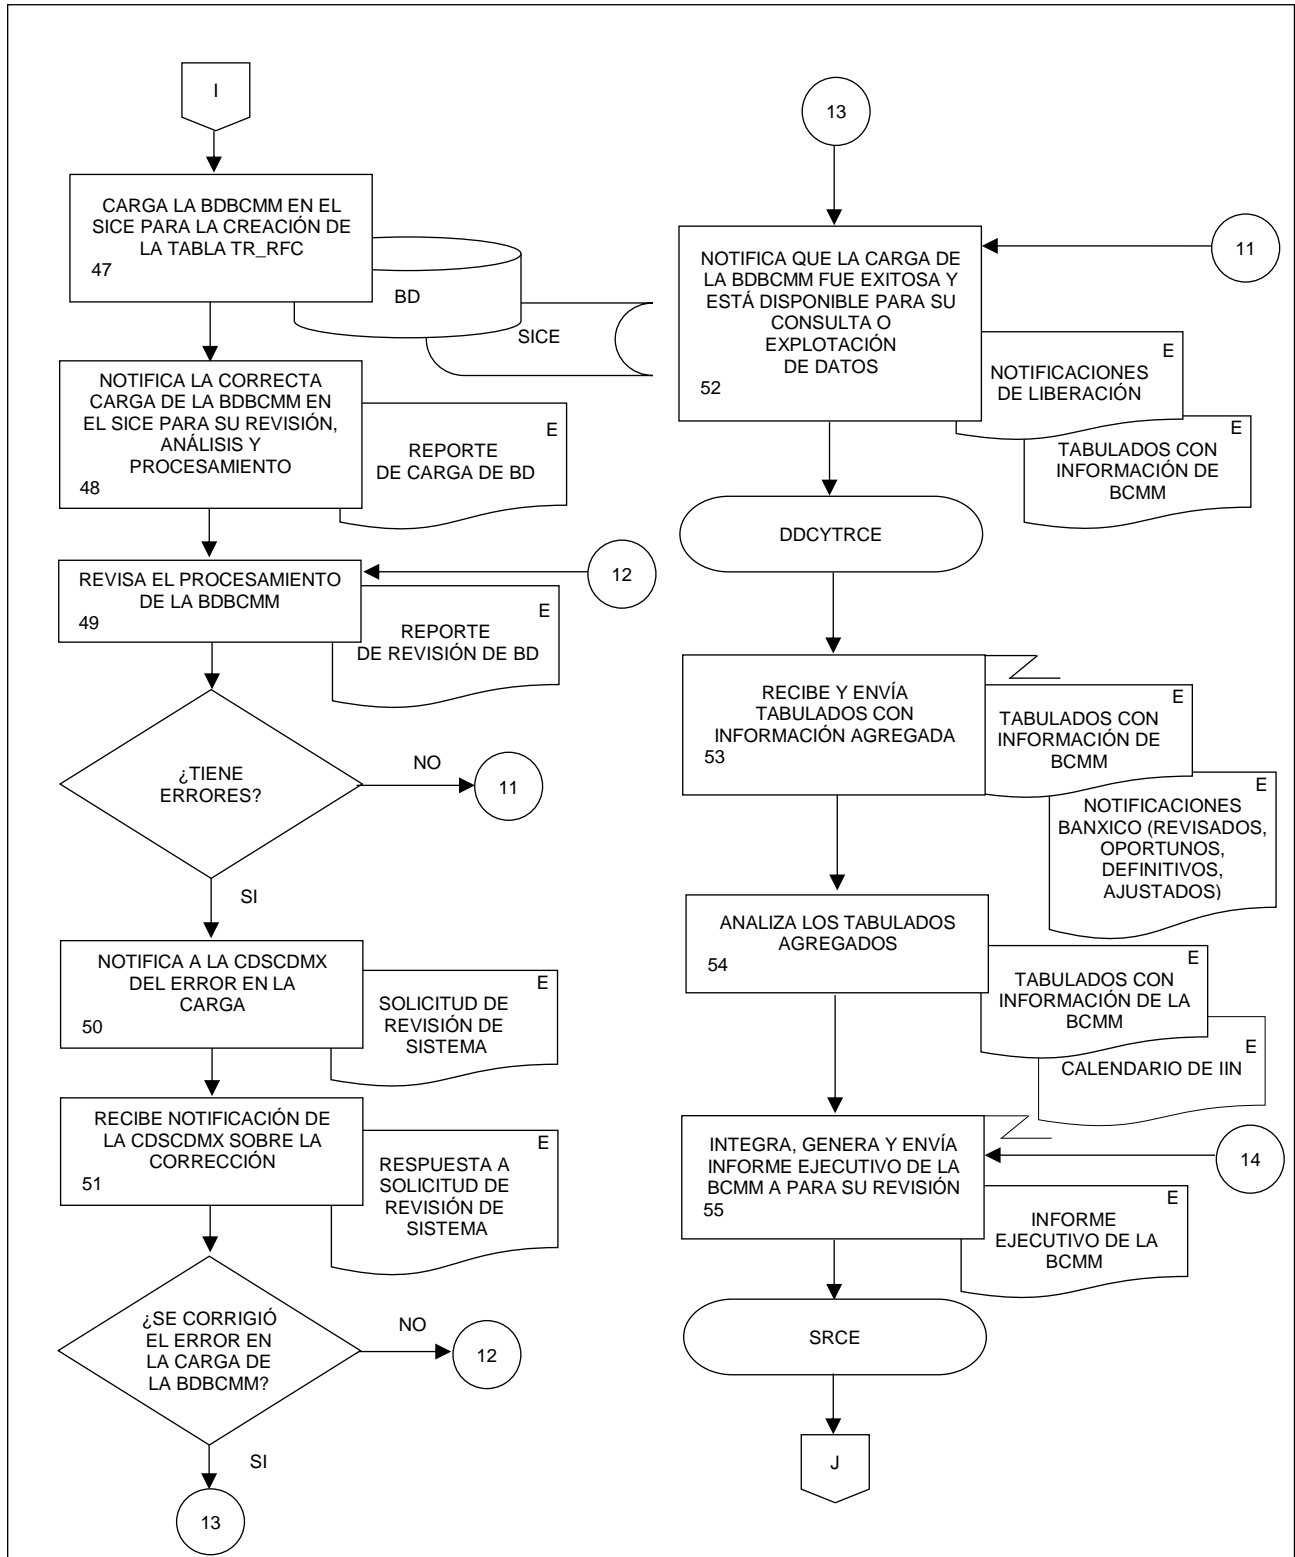 I
CARGA LA BDBCMM EN EL
SICE PARA LA CREACIÓN DE
LA TABLA TR_RFC
47
BD
SICE
NOTIFICA LA CORRECTA
CARGA DE LA BDBCMM EN
EL SICE PARA SU REVISIÓN,
ANÁLISIS Y
PROCESAMIENTO
48
E
REPORTE
DE CARGA DE BD
REVISA EL PROCESAMIENTO
DE LA BDBCMM
49
12
E
REPORTE
DE REVISIÓN DE BD
¿TIENE
ERRORES?
NO
11
SI
NOTIFICA A LA CDSCDMX
DEL ERROR EN LA
CARGA
50
E
SOLICITUD DE
REVISIÓN DE
SISTEMA
RECIBE NOTIFICACIÓN DE
LA CDSCDMX SOBRE LA
CORRECCIÓN
51
E
RESPUESTA A
SOLICITUD DE
REVISIÓN DE
SISTEMA
¿SE CORRIGIÓ
EL ERROR EN
LA CARGA DE
LA BDBCMM?
NO
12
SI
13
13
NOTIFICA QUE LA CARGA DE
LA BDBCMM FUE EXITOSA Y
ESTÁ DISPONIBLE PARA SU
CONSULTA O
EXPLOTACIÓN
DE DATOS
52
11
E
NOTIFICACIONES
DE LIBERACIÓN
E
TABULADOS CON
INFORMACIÓN DE
BCMM
DDCYTRCE
RECIBE Y ENVÍA
TABULADOS CON
INFORMACIÓN AGREGADA
53
E
TABULADOS CON
INFORMACIÓN DE
BCMM
E
NOTIFICACIONES
BANXICO (REVISADOS,
OPORTUNOS,
DEFINITIVOS,
AJUSTADOS)
ANALIZA LOS TABULADOS
AGREGADOS
54
E
TABULADOS CON
INFORMACIÓN DE LA
BCMM
E
CALENDARIO DE IIN
INTEGRA, GENERA Y ENVÍA
INFORME EJECUTIVO DE LA
BCMM A PARA SU REVISIÓN
55
14
E
INFORME
EJECUTIVO DE LA
BCMM
SRCE
J